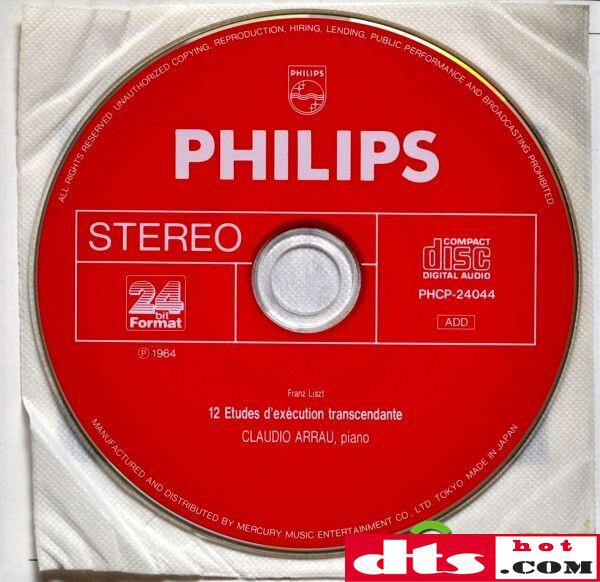 ALL RIGHTS RESERVED. UNAUTHORIZED COPYING, REPRODUCTION, HIRING, LENDING, PUBLIC PERFORMANCE AND BROADCASTING PROHIBITED.
PHILIPS
PHILIPS
STEREO
COMPACT
disc
DIGITAL AUDIO
24
bit
Format
PHCP-24044
ADD
℗ 1964
Franz Liszt
12 Etudes d'exécution transcendante
CLAUDIO ARRAU, piano
MANUFACTURED AND DISTRIBUTED BY MERCURY MUSIC ENTERTAINMENT CO., LTD TOKYO. MADE IN JAPAN
dts
hot
.COM